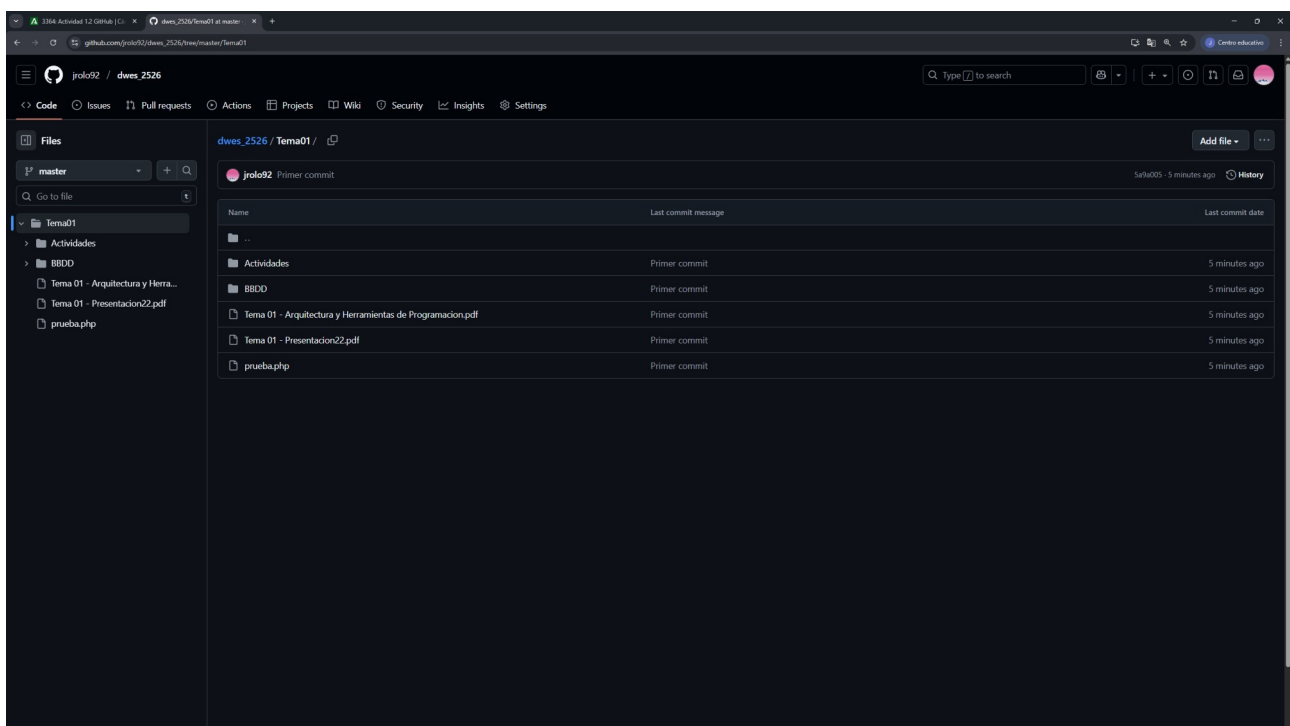 3364: Actividad 1.2 GitHub | Co
dwes_2526/Tema01 at master
github.com/jrolo92/dwes_2526/tree/master/Tema01
Centro educativo
jrolo92 / dwes_2526
Type / to search
Code Issues Pull requests Actions Projects Wiki Security Insights Settings
Files
dwes_2526 / Tema01 /
Add file
master
jrolo92 Primer commit
5a9a005 · 5 minutes ago History
Go to file t
Name Last commit message Last commit date
Tema01
..
Actividades
Actividades Primer commit 5 minutes ago
BBDD
BBDD Primer commit 5 minutes ago
Tema 01 - Arquitectura y Herra...
Tema 01 - Arquitectura y Herramientas de Programacion.pdf Primer commit 5 minutes ago
Tema 01 - Presentacion22.pdf
Tema 01 - Presentacion22.pdf Primer commit 5 minutes ago
prueba.php
prueba.php Primer commit 5 minutes ago